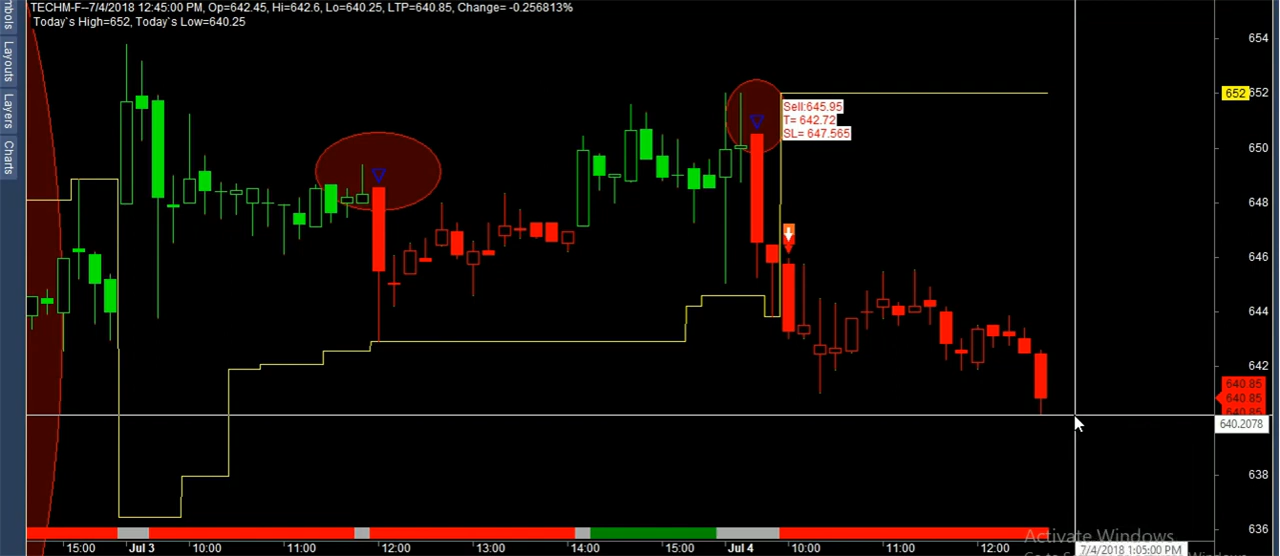 TECHM-F--7/4/2018 12:45:00 PM, Op=642.45, Hi=642.6, Lo=640.25, LTP=640.85, Change= -0.256813%
Today`s High=652, Today`s Low=640.25
mbols
Layouts
Layers
Charts
Sell:645.95
T= 642.72
SL= 647.565
654
652
652
650
648
646
644
642
640.85
640.85
640.85
640.2078
638
636
15:00
Jul 3
10:00
11:00
12:00
13:00
14:00
15:00
Jul 4
10:00
11:00
12:00
7/4/2018 1:05:00 PM
Activate Windows